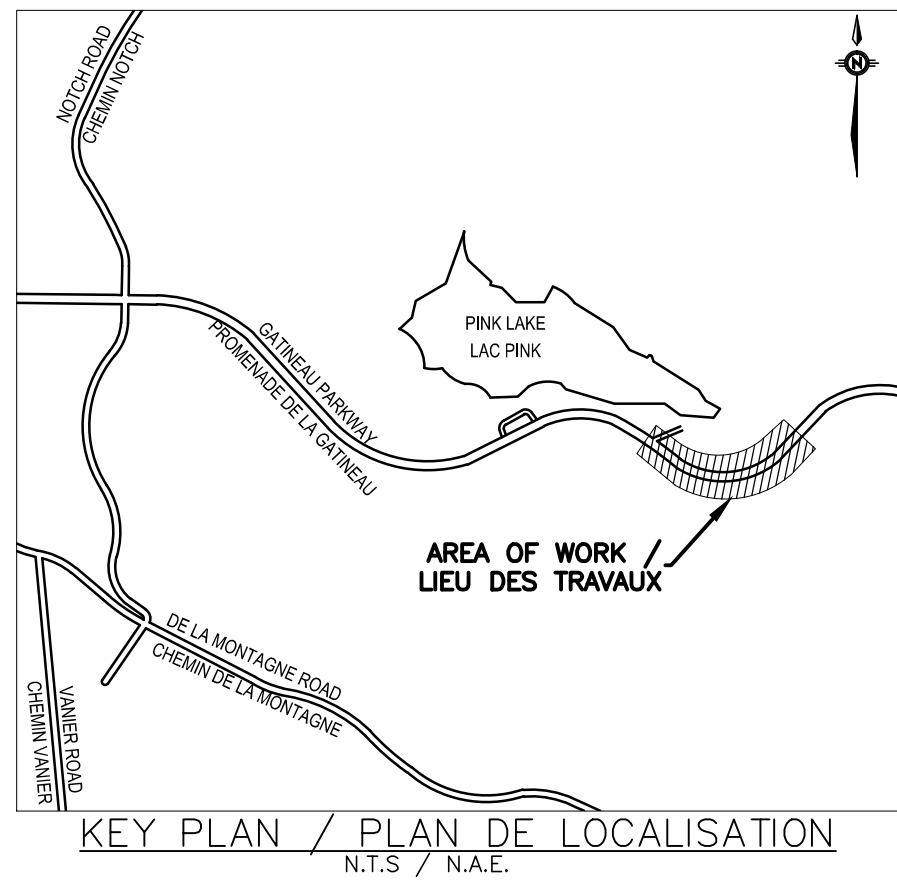 NOTCH ROAD
CHEMIN NOTCH
N
GATINEAU PARKWAY
PROMENADE DE LA GATINEAU
PINK LAKE
LAC PINK
AREA OF WORK /
LIEU DES TRAVAUX
DE LA MONTAGNE ROAD
CHEMIN DE LA MONTAGNE
VANIER ROAD
CHEMIN VANIER
KEY PLAN / PLAN DE LOCALISATION
N.T.S / N.A.E.